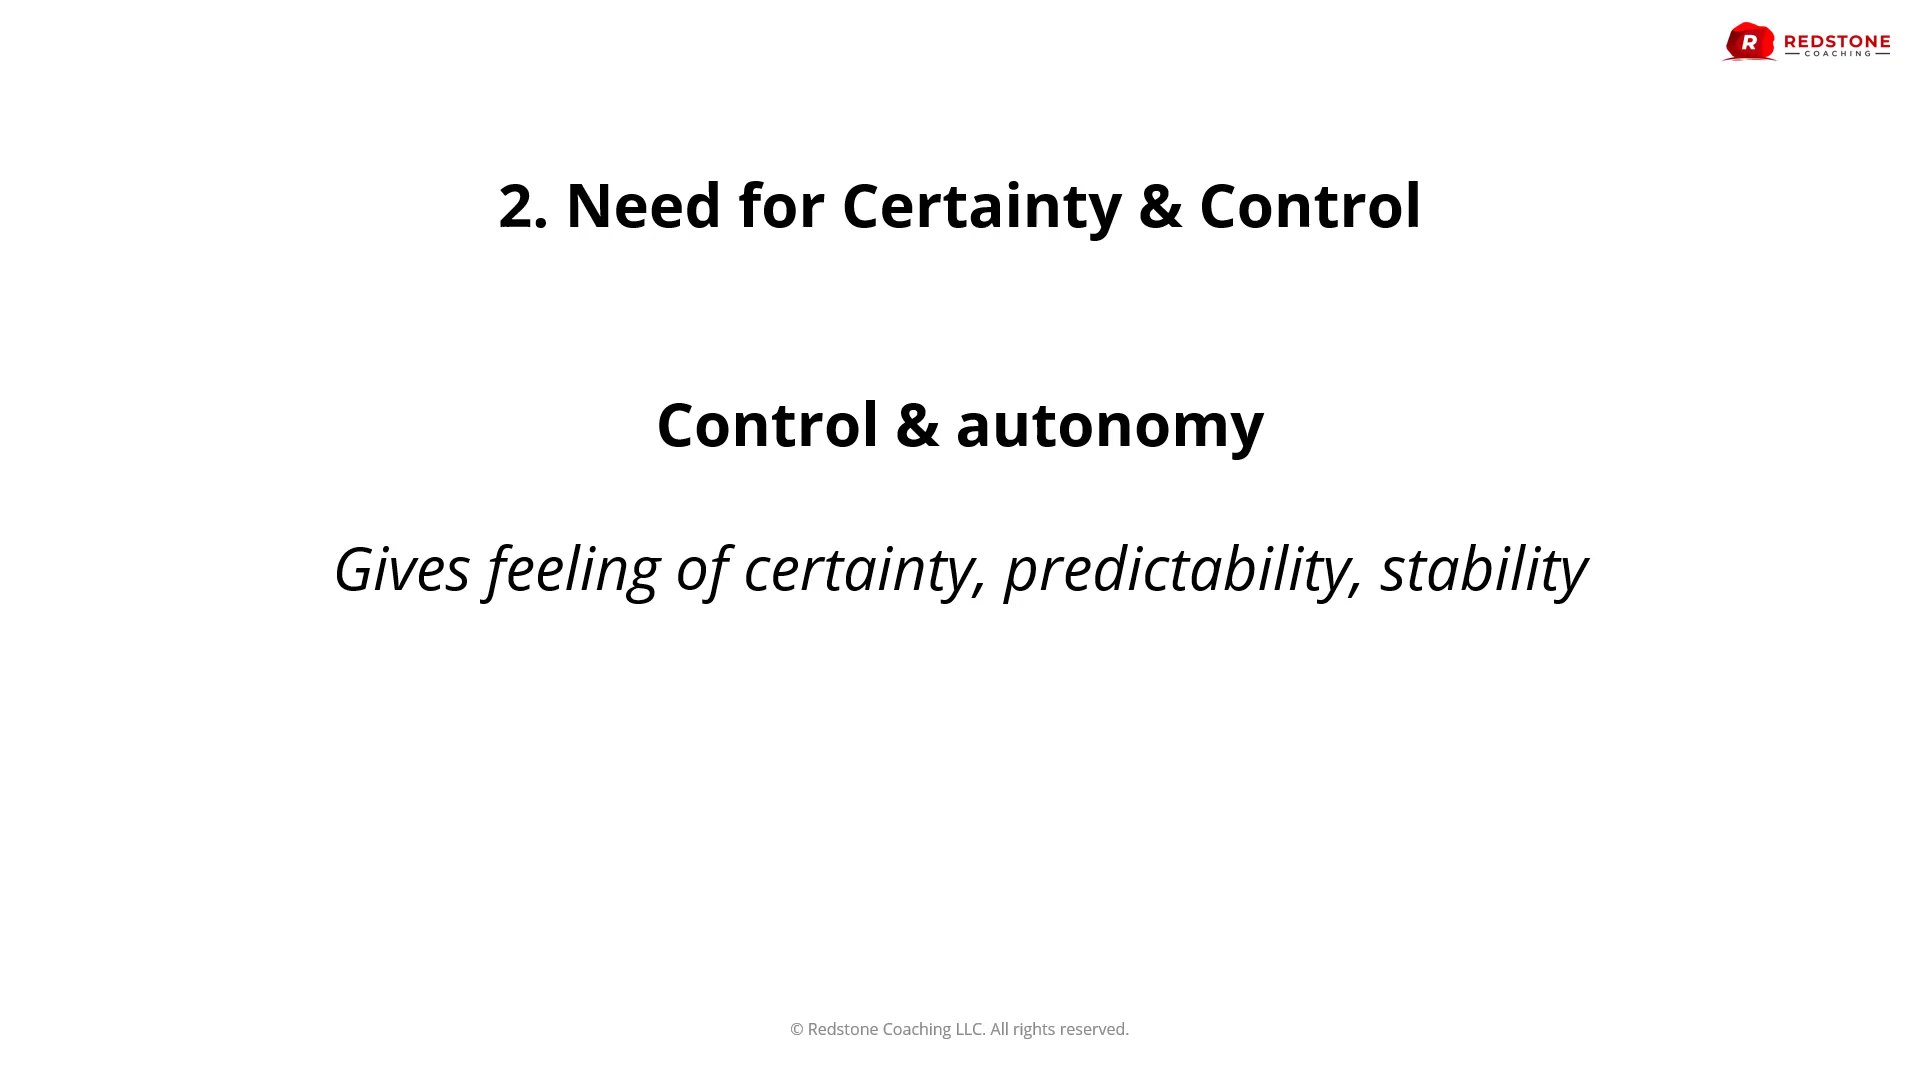 R REDSTONE
COACHING
2. Need for Certainty & Control
Control & autonomy
Gives feeling of certainty, predictability, stability
© Redstone Coaching LLC. All rights reserved.